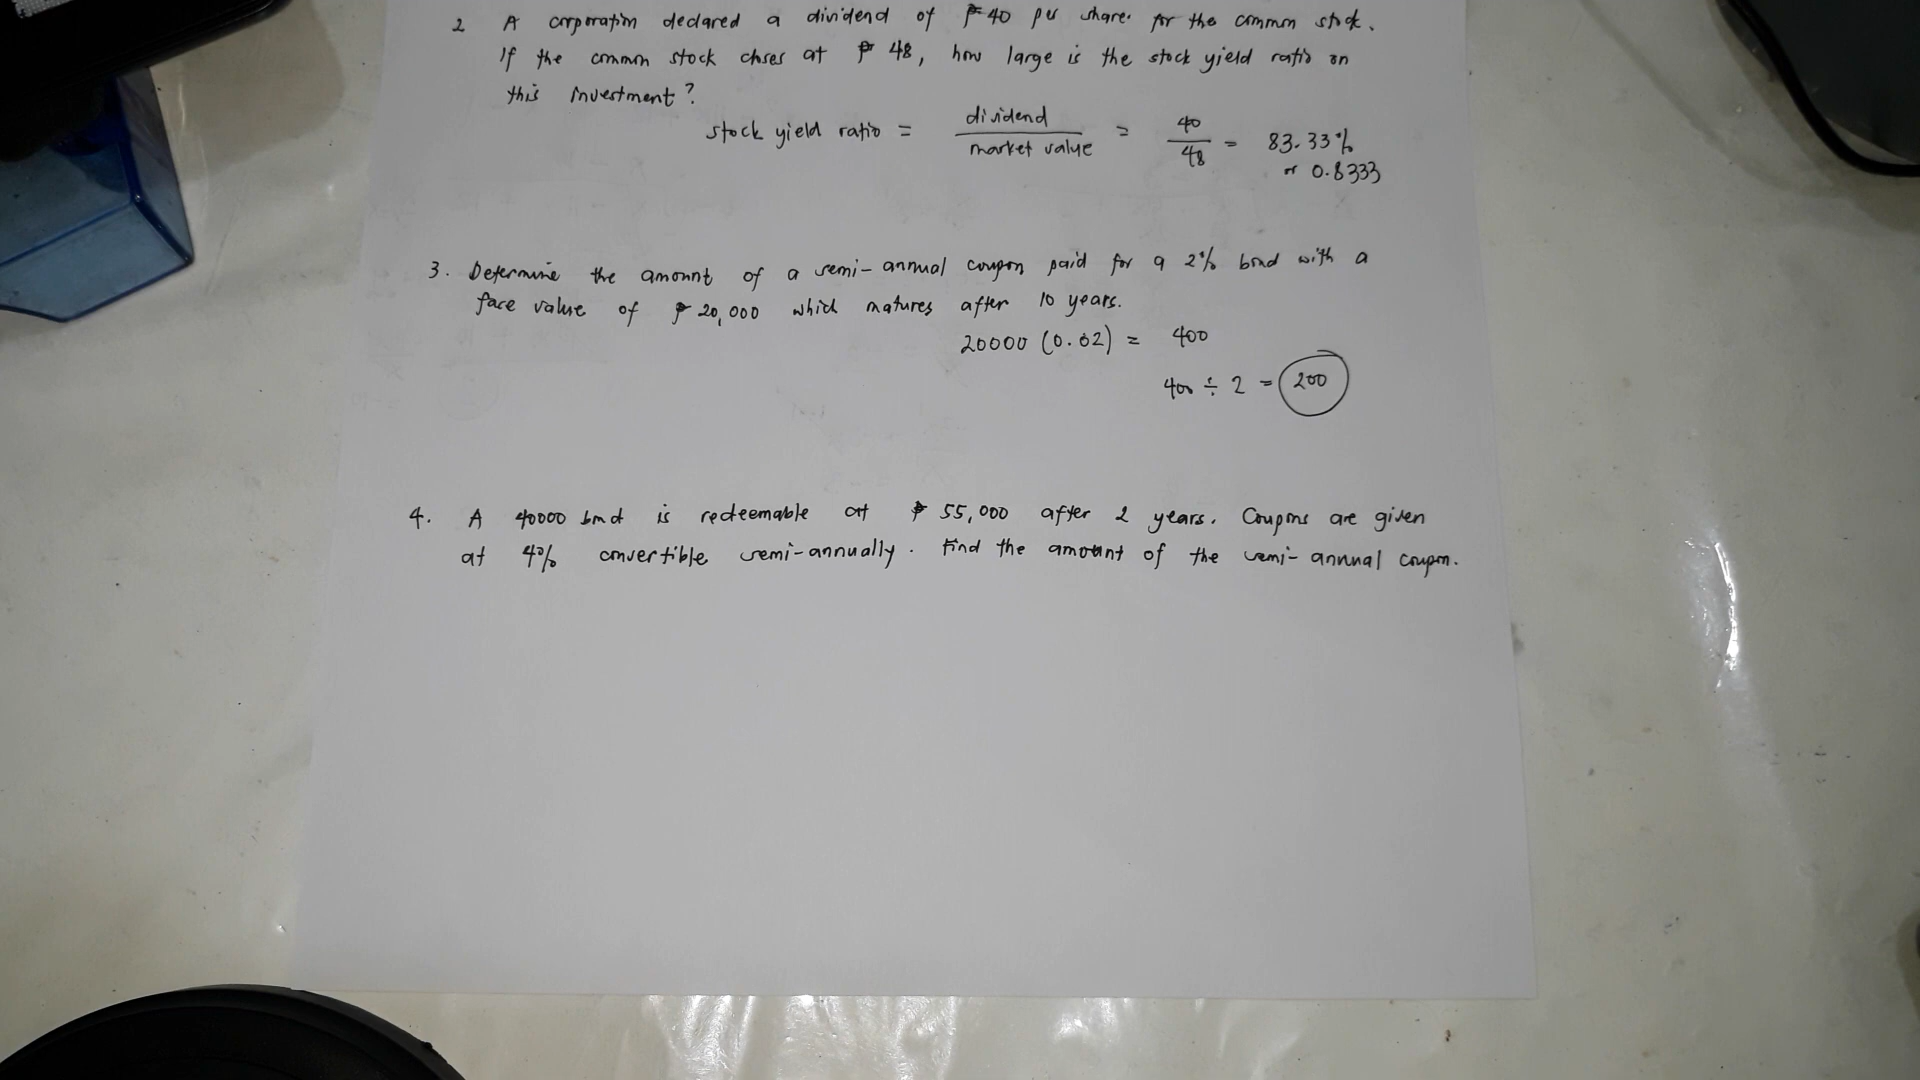 2 A corporation declared a dividend of ₱40 per share for the common stock.
If the common stock closes at ₱ 48, how large is the stock yield ratio on
this investment?
stock yield ratio = dividend / market value = 40 / 48 = 83.33%
or 0.8333
3. Determine the amount of a semi-annual coupon paid for a 2% bond with a
face value of ₱20,000 which matures after 10 years.
20000 (0.02) = 400
400 ÷ 2 = 200
4. A 40000 bond is redeemable at ₱ 55,000 after 2 years. Coupons are given
at 4% convertible semi-annually. Find the amount of the semi-annual coupon.